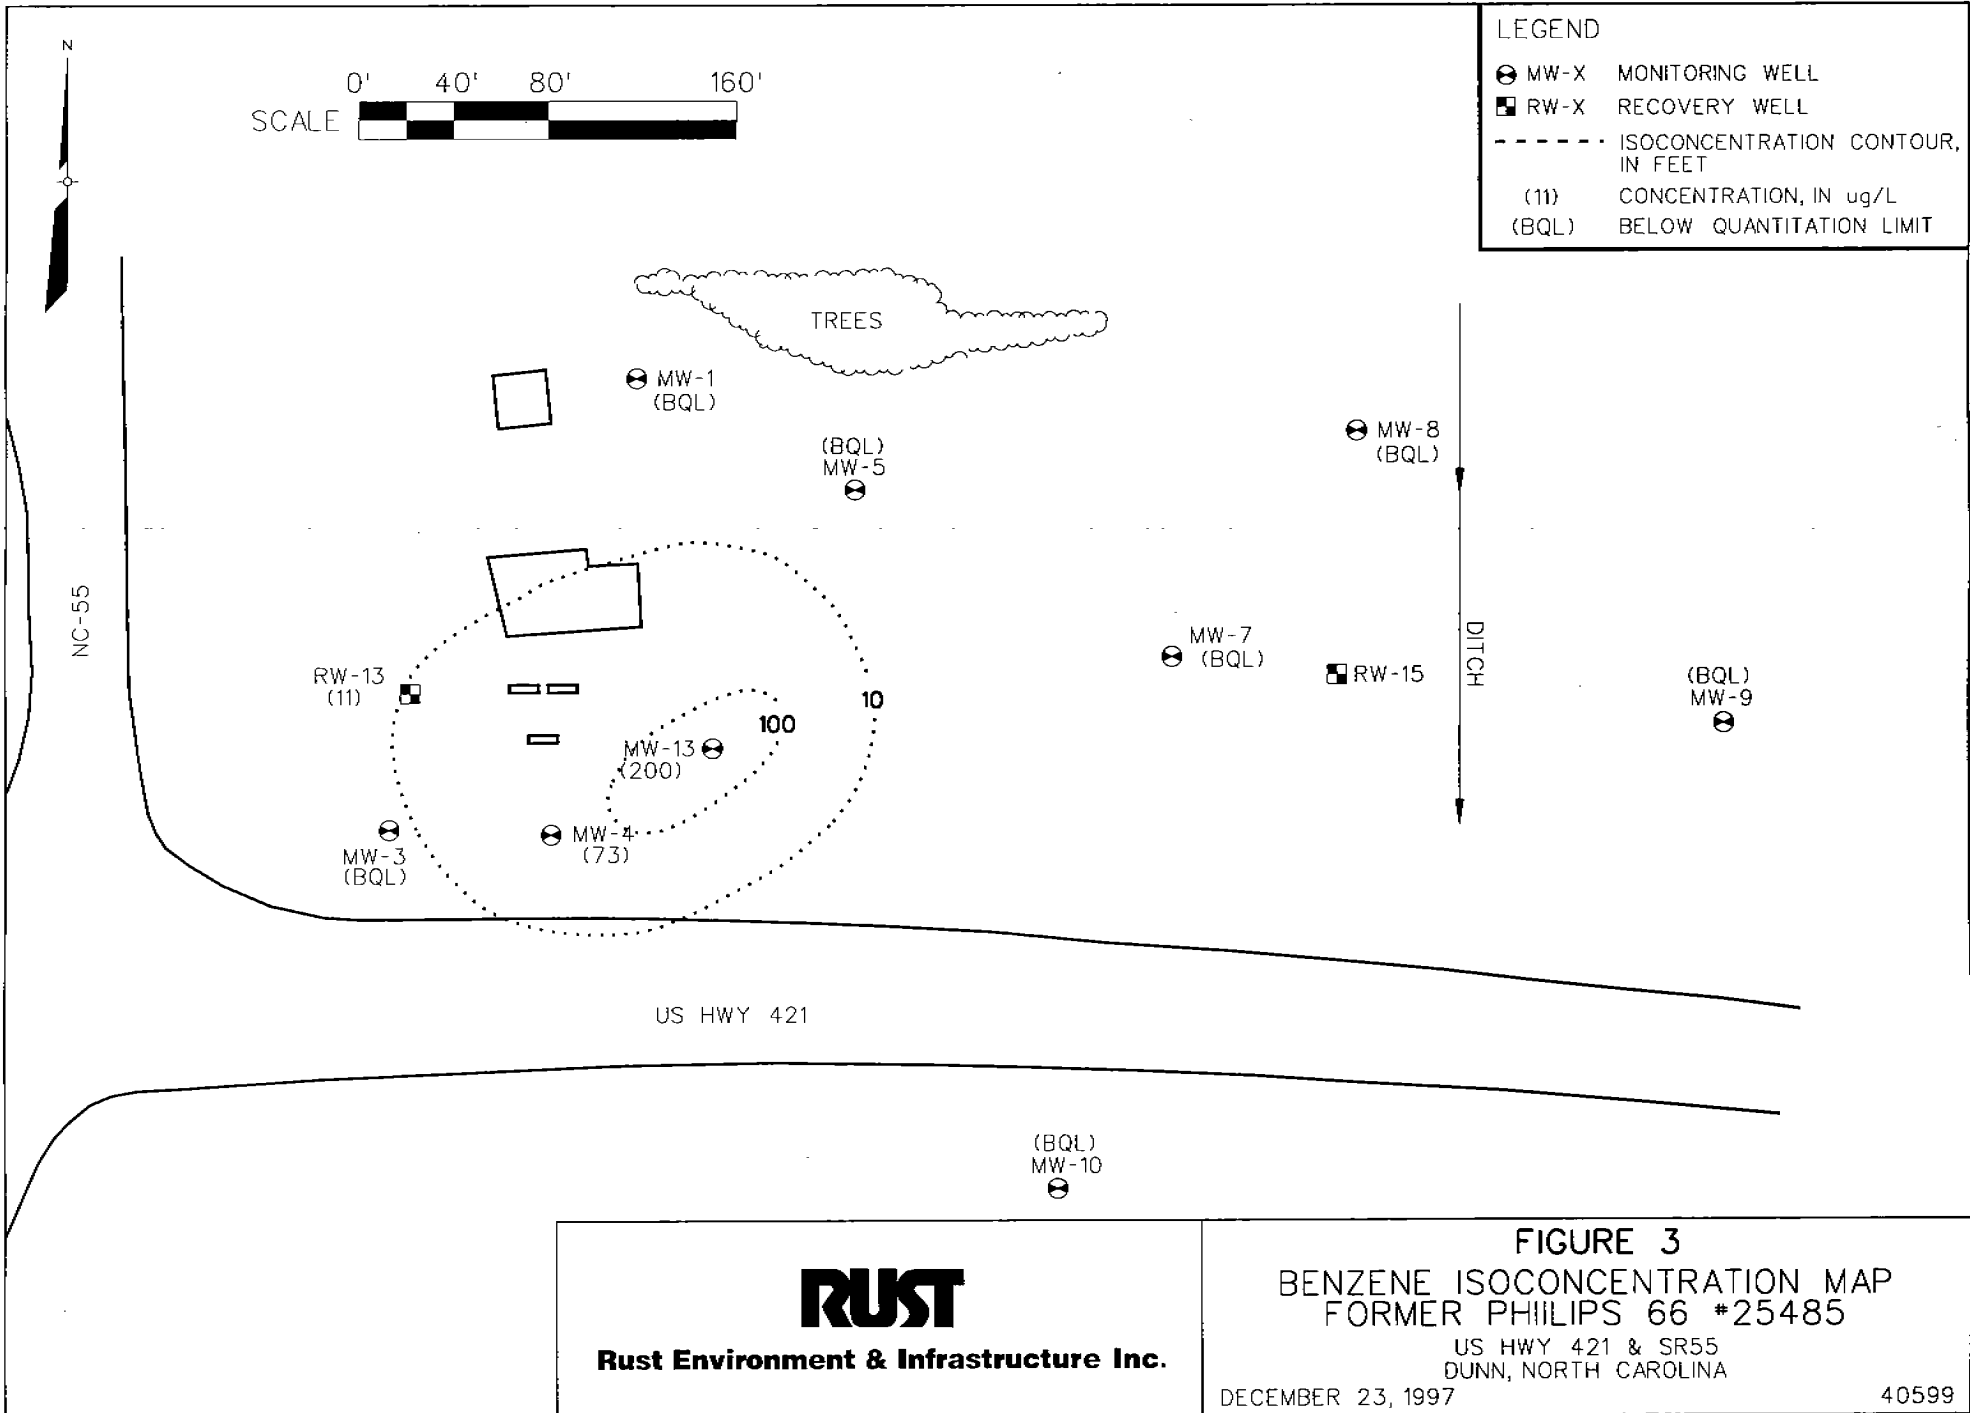 N
0' 40' 80' 160'
SCALE
LEGEND
MW-X MONITORING WELL
RW-X RECOVERY WELL
ISOCONCENTRATION CONTOUR,
IN FEET
(11) CONCENTRATION, IN ug/L
(BQL) BELOW QUANTITATION LIMIT
TREES
MW-1
(BQL)
(BQL)
MW-5
MW-8
(BQL)
NC-55
DITCH
MW-7
(BQL)
RW-15
(BQL)
MW-9
RW-13
(11)
10
100
MW-13
(200)
MW-4
(73)
MW-3
(BQL)
US HWY 421
(BQL)
MW-10
RUST
Rust Environment & Infrastructure Inc.
FIGURE 3
BENZENE ISOCONCENTRATION MAP
FORMER PHIILIPS 66 #25485
US HWY 421 & SR55
DUNN, NORTH CAROLINA
DECEMBER 23, 1997 40599